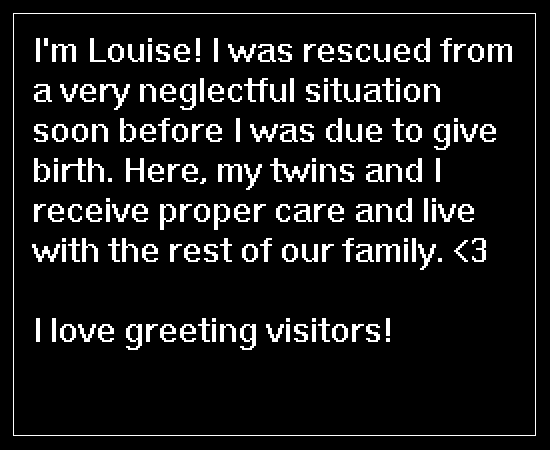 I'm Louise! I was rescued from
a very neglectful situation
soon before I was due to give
birth. Here, my twins and I
receive proper care and live
with the rest of our family. <3
I love greeting visitors!